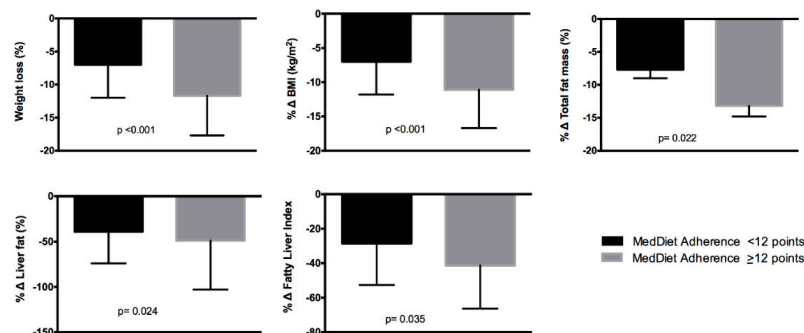 Weight loss (%)
0
-5
-10
-15
-20
p <0.001
% Δ BMI (kg/m²)
0
-5
-10
-15
-20
p <0.001
% Δ Total fat mass (%)
0
-5
-10
-15
-20
p= 0.022
% Δ Liver fat (%)
0
-50
-100
-150
p= 0.024
% Δ Fatty Liver Index
0
-20
-40
-60
-80
p= 0.035
MedDiet Adherence <12 points
MedDiet Adherence ≥12 points